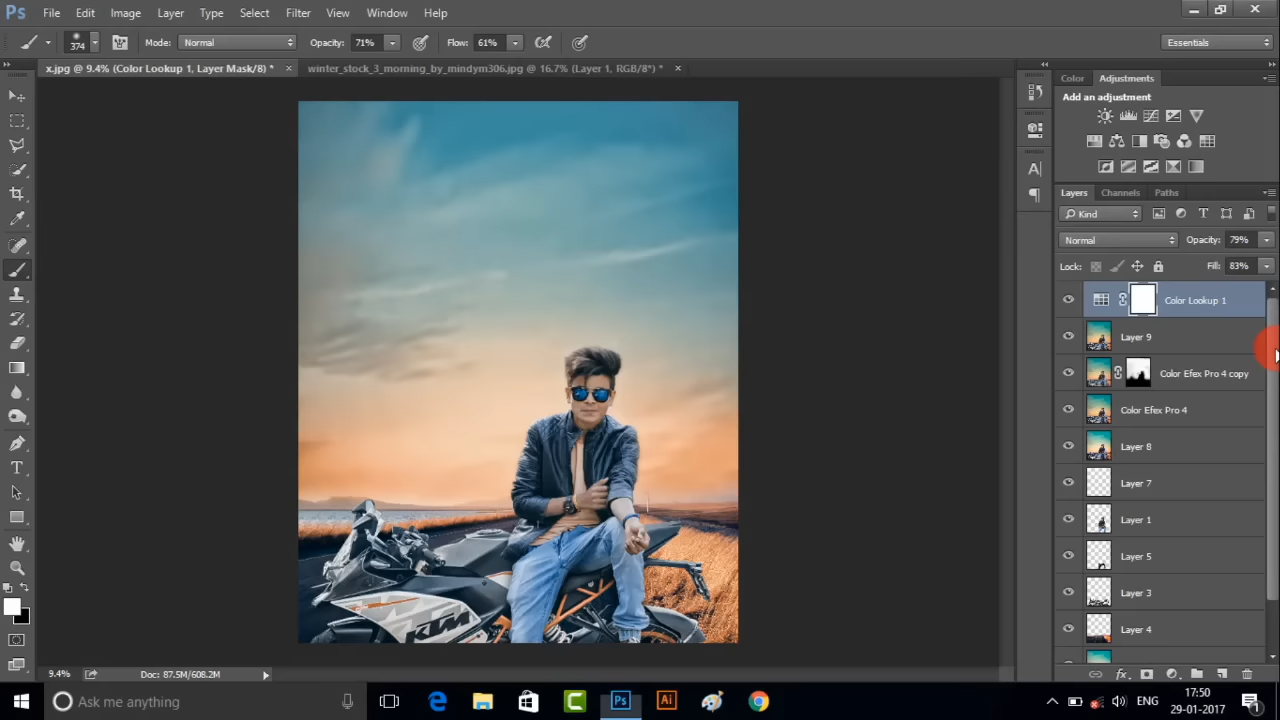 Ps File Edit Image Layer Type Select Filter View Window Help
374 Mode: Normal Opacity: 71% Flow: 61% Essentials
x.jpg @ 9.4% (Color Lookup 1, Layer Mask/8) * × winter_stock_3_morning_by_mindym306.jpg @ 16.7% (Layer 1, RGB/8*) * ×
Color Adjustments
Add an adjustment
Layers Channels Paths
Kind
Normal Opacity: 79%
Lock: Fill: 83%
Color Lookup 1
Layer 9
Color Efex Pro 4 copy
Color Efex Pro 4
Layer 8
Layer 7
Layer 1
Layer 5
Layer 3
Layer 4
KTM
9.4% Doc: 87.5M/608.2M
Ask me anything
Ps Ai
ENG
17:50
29-01-2017
1